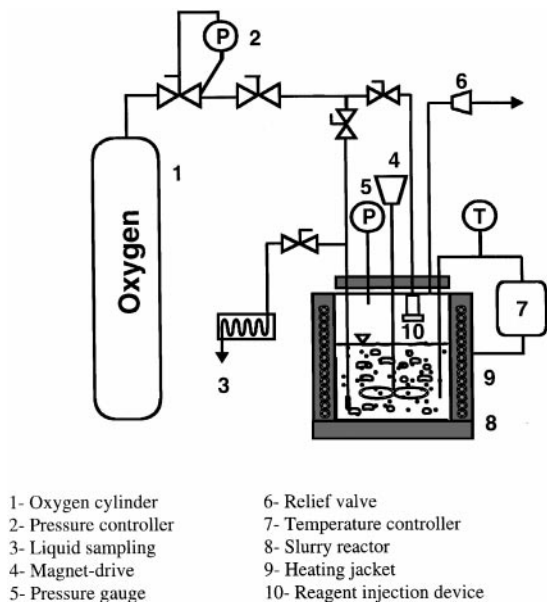 P
2
6
4
1
5
P
T
Oxygen
7
10
3
9
8
1- Oxygen cylinder
2- Pressure controller
3- Liquid sampling
4- Magnet-drive
5- Pressure gauge
6- Relief valve
7- Temperature controller
8- Slurry reactor
9- Heating jacket
10- Reagent injection device